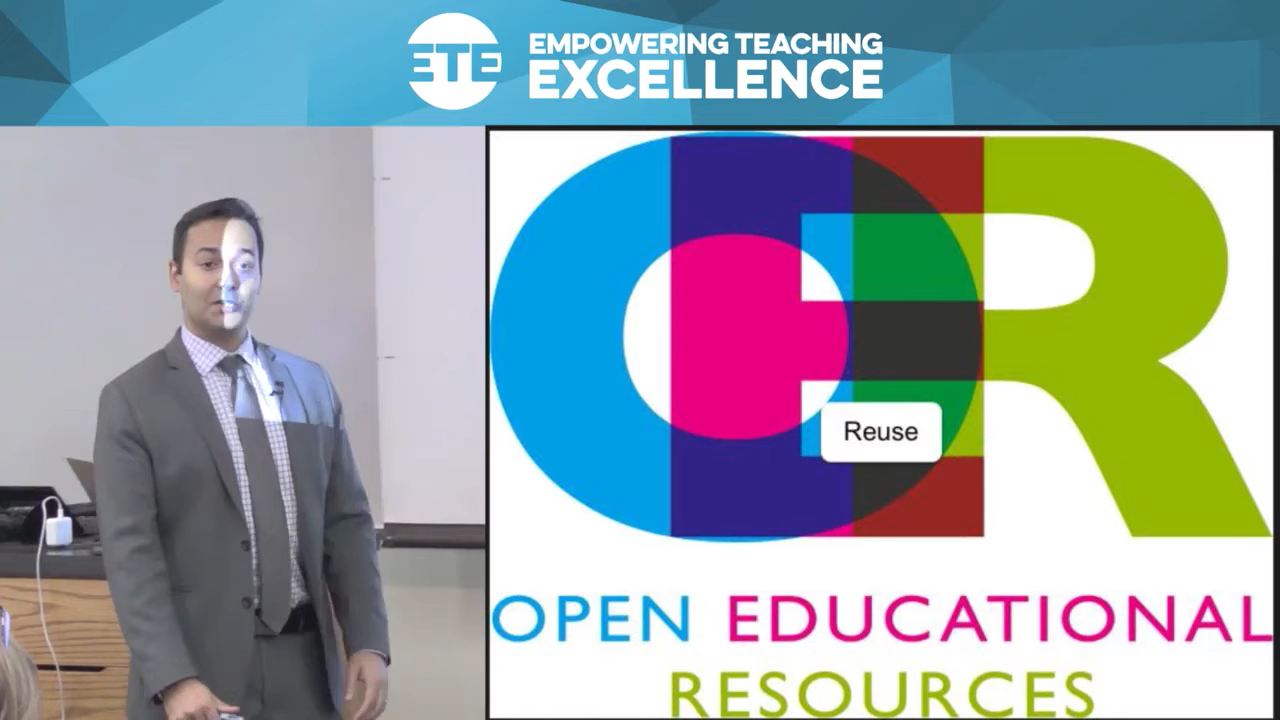 ETE
EMPOWERING TEACHING
EXCELLENCE
OER
Reuse
OPEN EDUCATIONAL
RESOURCES